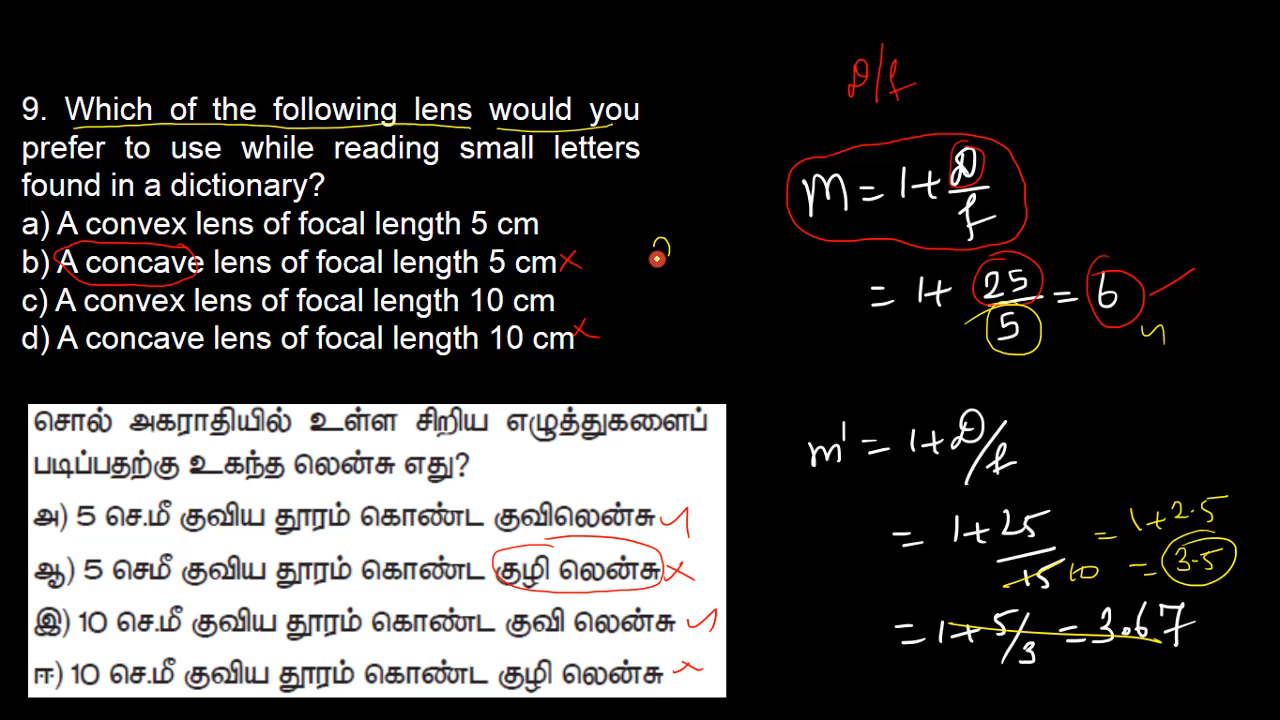 9. Which of the following lens would you
prefer to use while reading small letters
found in a dictionary?
a) A convex lens of focal length 5 cm
b) A concave lens of focal length 5 cm
c) A convex lens of focal length 10 cm
d) A concave lens of focal length 10 cm
சொல் அகராதியில் உள்ள சிறிய எழுத்துகளைப்
படிப்பதற்கு உகந்த லென்சு எது?
அ) 5 செ.மீ குவிய தூரம் கொண்ட குவிலென்சு
ஆ) 5 செமீ குவிய தூரம் கொண்ட குழி லென்சு
இ) 10 செ.மீ குவிய தூரம் கொண்ட குவி லென்சு
ஈ) 10 செ.மீ குவிய தூரம் கொண்ட குழி லென்சு
D/f
m = 1 + D/f
= 1 + 25/5 = 6
m' = 1 + D/f
= 1 + 25/15 10 = 1 + 2.5
= 3.5
= 1 + 5/3 = 3.67